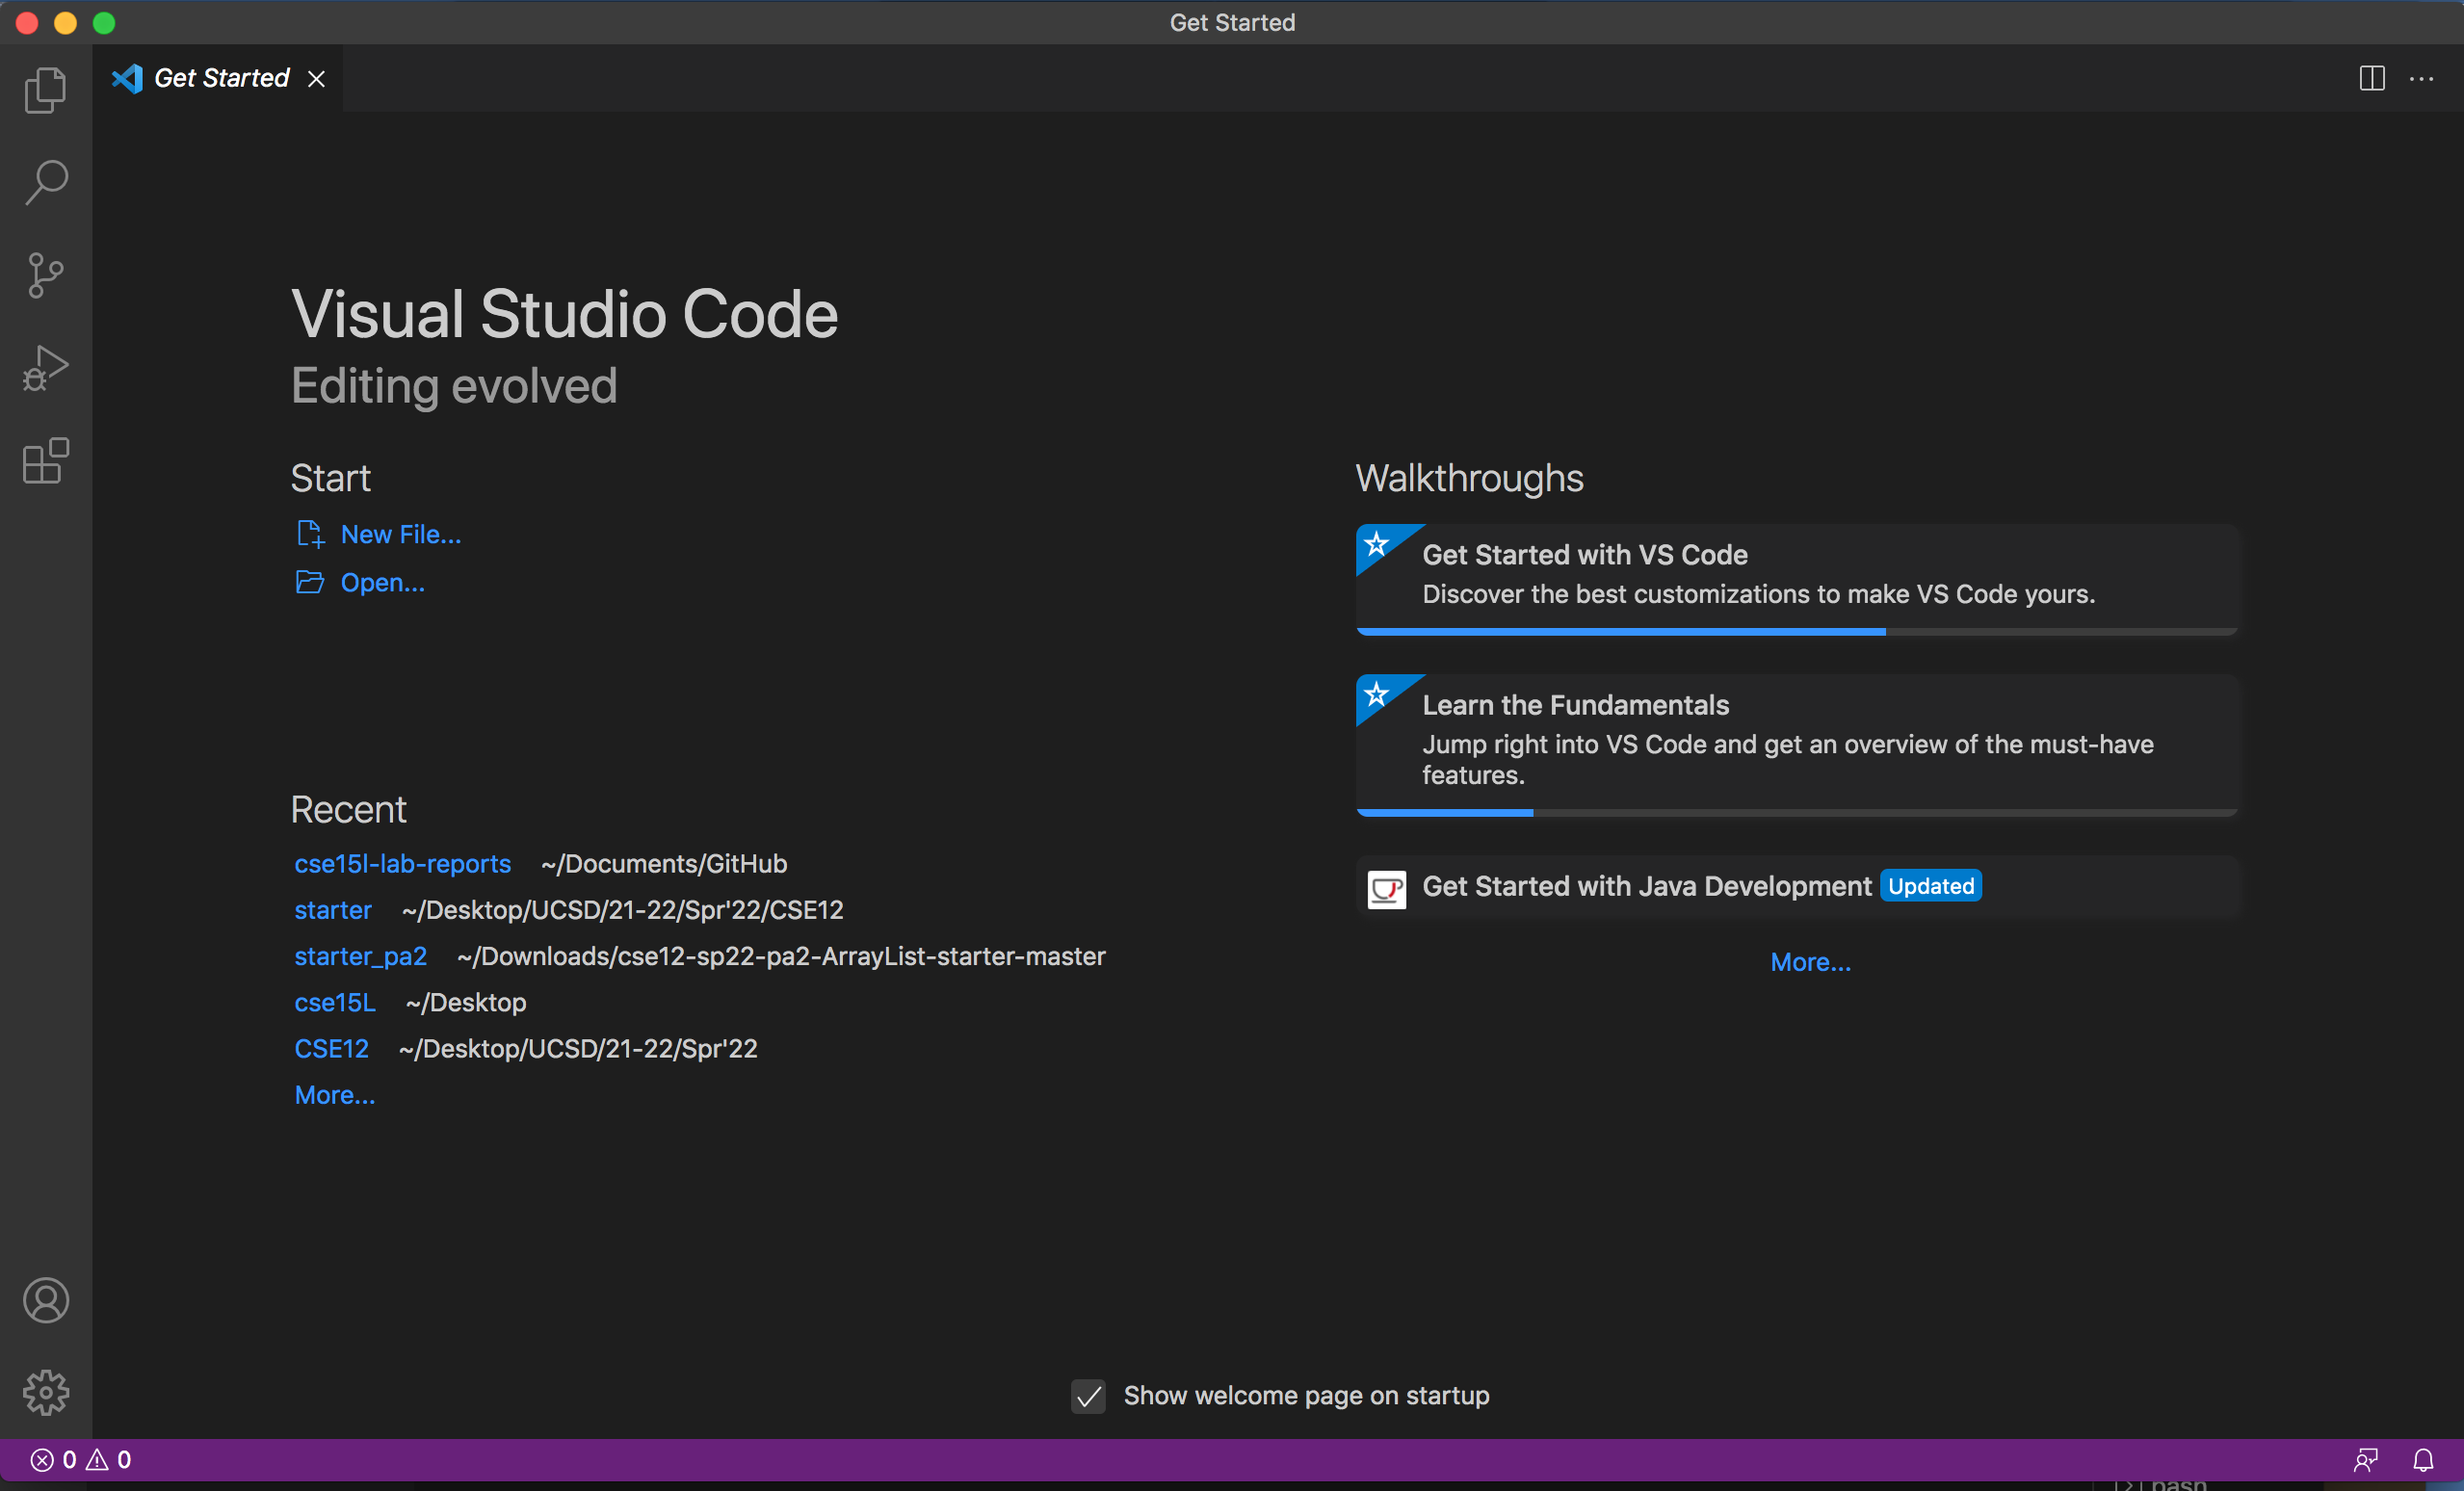 Get Started
Get Started
Visual Studio Code
Editing evolved
Start
New File...
Open...
Recent
cse15l-lab-reports ~/Documents/GitHub
starter ~/Desktop/UCSD/21-22/Spr'22/CSE12
starter_pa2 ~/Downloads/cse12-sp22-pa2-ArrayList-starter-master
cse15L ~/Desktop
CSE12 ~/Desktop/UCSD/21-22/Spr'22
More...
Walkthroughs
Get Started with VS Code
Discover the best customizations to make VS Code yours.
Learn the Fundamentals
Jump right into VS Code and get an overview of the must-have
features.
Get Started with Java Development Updated
More...
Show welcome page on startup
0 0
bash